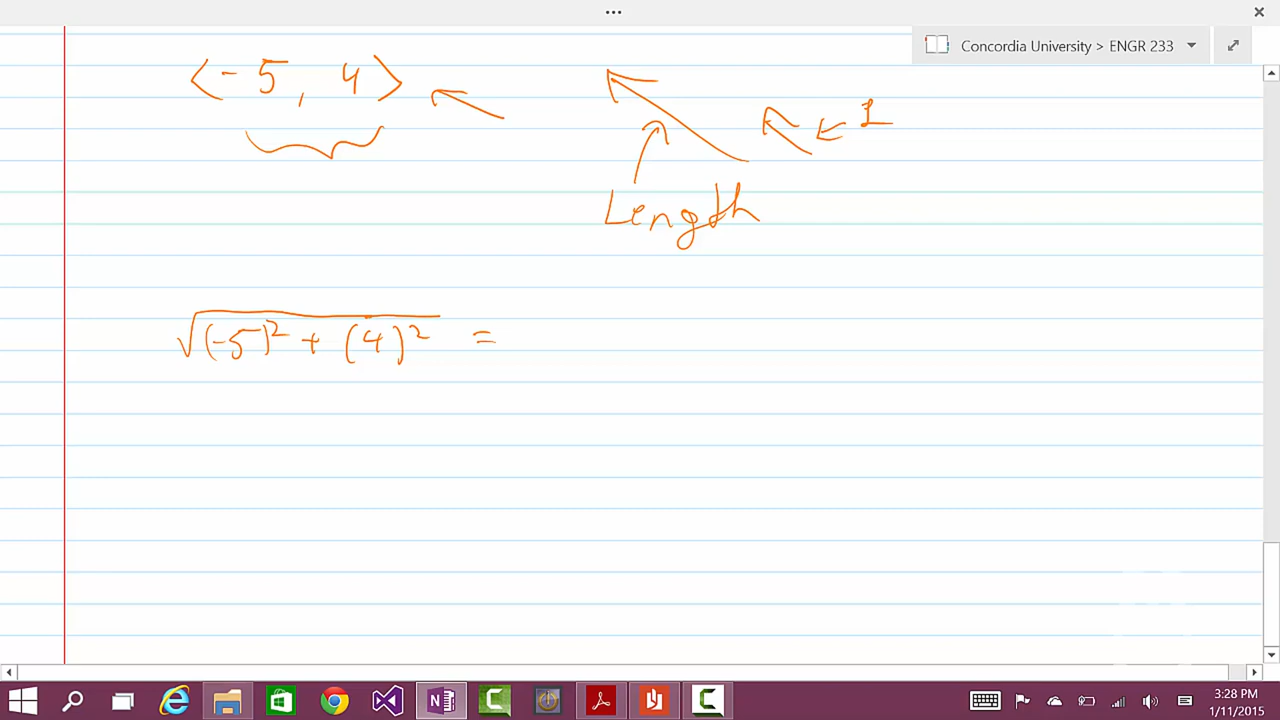 ...
Concordia University > ENGR 233
⟨-5, 4⟩
1
Length
√((-5)² + (4)²) =
3:28 PM
1/11/2015